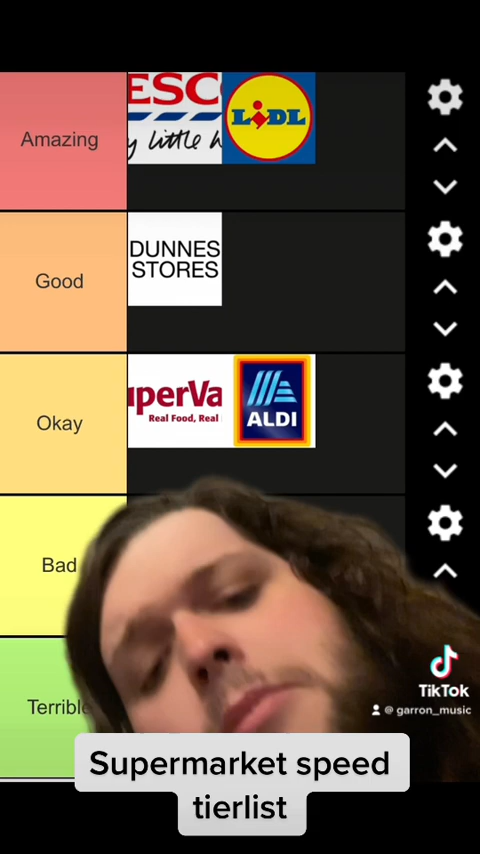 Amazing
ESC
y little h
LiDL
Good
DUNNES
STORES
Okay
uperVa
Real Food, Real
ALDI
Bad
Terrible
TikTok
@ garron_music
Supermarket speed
tierlist